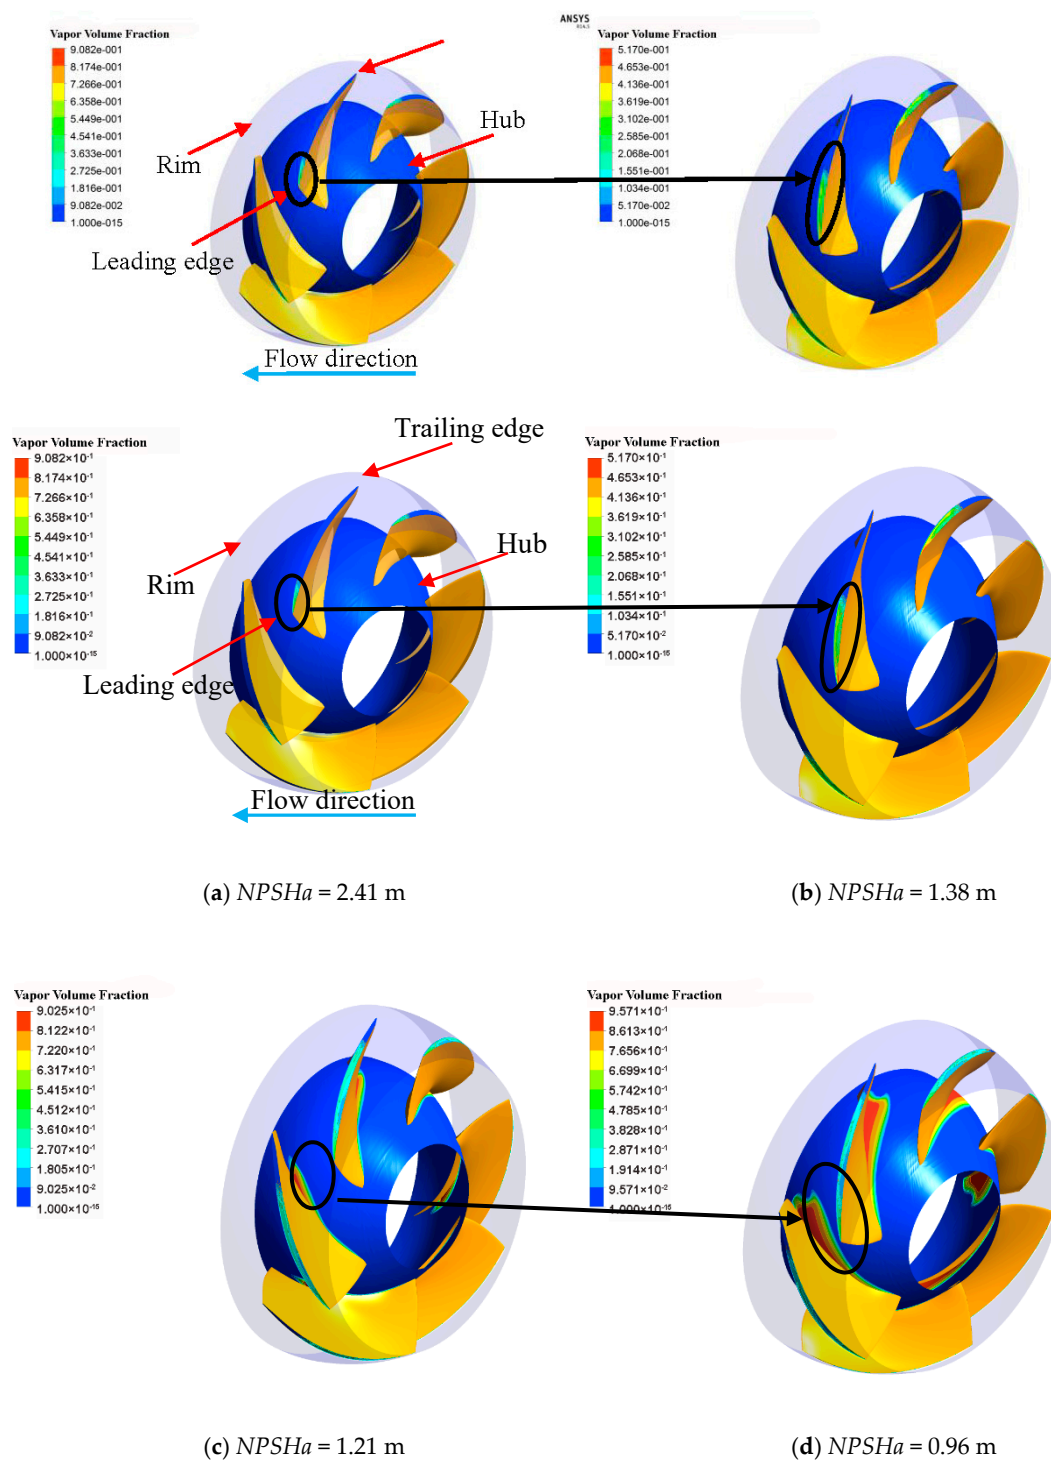 ANSYS
R14.5
Vapor Volume Fraction
9.082e-001
8.174e-001
7.266e-001
6.358e-001
5.449e-001
4.541e-001
3.633e-001
2.725e-001
1.816e-001
9.082e-002
1.000e-015
Rim
Hub
Leading edge
Flow direction
Vapor Volume Fraction
5.170e-001
4.653e-001
4.136e-001
3.619e-001
3.102e-001
2.585e-001
2.068e-001
1.551e-001
1.034e-001
5.170e-002
1.000e-015
Vapor Volume Fraction
9.082×10⁻¹
8.174×10⁻¹
7.266×10⁻¹
6.358×10⁻¹
5.449×10⁻¹
4.541×10⁻¹
3.633×10⁻¹
2.725×10⁻¹
1.816×10⁻¹
9.082×10⁻²
1.000×10⁻¹⁵
Trailing edge
Rim
Hub
Leading edge
Flow direction
Vapor Volume Fraction
5.170×10⁻¹
4.653×10⁻¹
4.136×10⁻¹
3.619×10⁻¹
3.102×10⁻¹
2.585×10⁻¹
2.068×10⁻¹
1.551×10⁻¹
1.034×10⁻¹
5.170×10⁻²
1.000×10⁻¹⁵
(a) NPSHa = 2.41 m
(b) NPSHa = 1.38 m
Vapor Volume Fraction
9.025×10⁻¹
8.122×10⁻¹
7.220×10⁻¹
6.317×10⁻¹
5.415×10⁻¹
4.512×10⁻¹
3.610×10⁻¹
2.707×10⁻¹
1.805×10⁻¹
9.025×10⁻²
1.000×10⁻¹⁵
Vapor Volume Fraction
9.571×10⁻¹
8.613×10⁻¹
7.656×10⁻¹
6.699×10⁻¹
5.742×10⁻¹
4.785×10⁻¹
3.828×10⁻¹
2.871×10⁻¹
1.914×10⁻¹
9.571×10⁻²
1.000×10⁻¹⁵
(c) NPSHa = 1.21 m
(d) NPSHa = 0.96 m